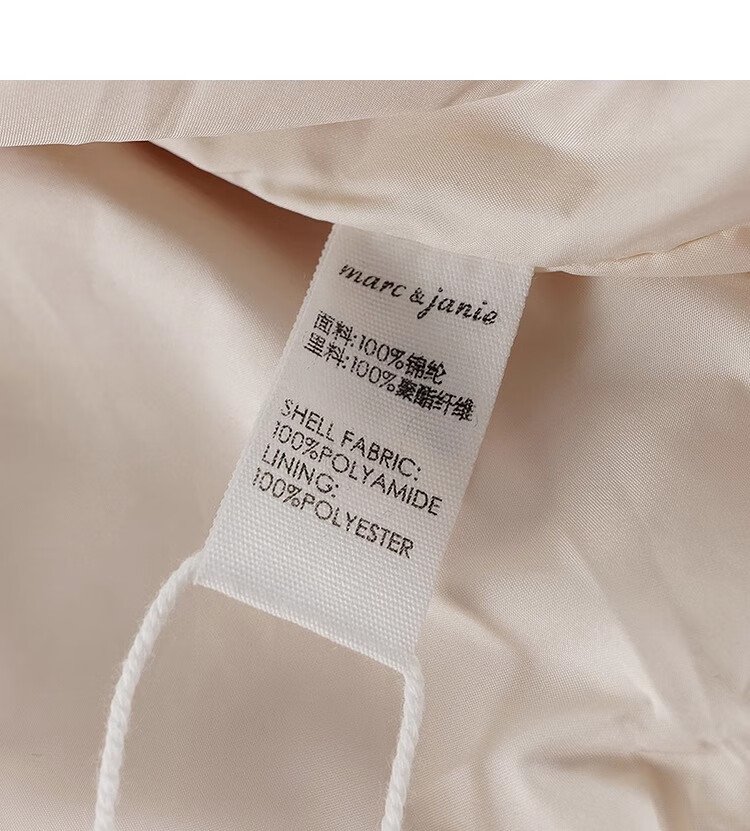 marc & janie
面料:100%锦纶
里料:100%聚酯纤维
SHELL FABRIC:
100%POLYAMIDE
LINING:
100%POLYESTER